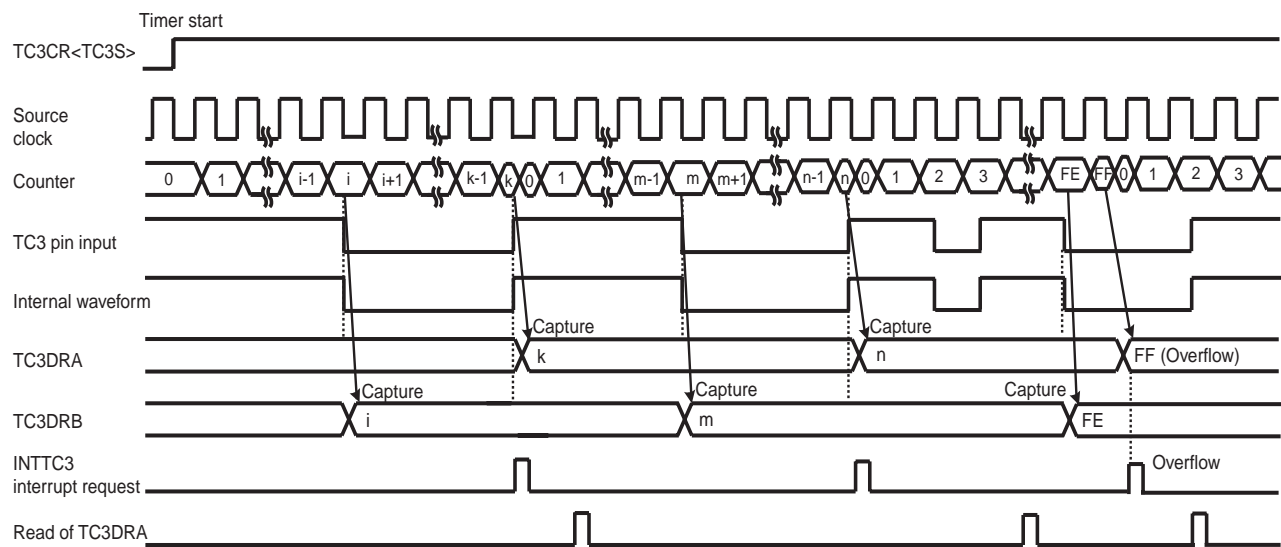 Timer start
TC3CR<TC3S>
Source
clock
Counter
0 1 i-1 i i+1 k-1 k 0 1 m-1 m m+1 n-1 n 0 1 2 3 FE FF 0 1 2 3
TC3 pin input
Internal waveform
Capture Capture
TC3DRA
k n FF (Overflow)
Capture Capture Capture
TC3DRB
i m FE
INTTC3
interrupt request
Overflow
Read of TC3DRA